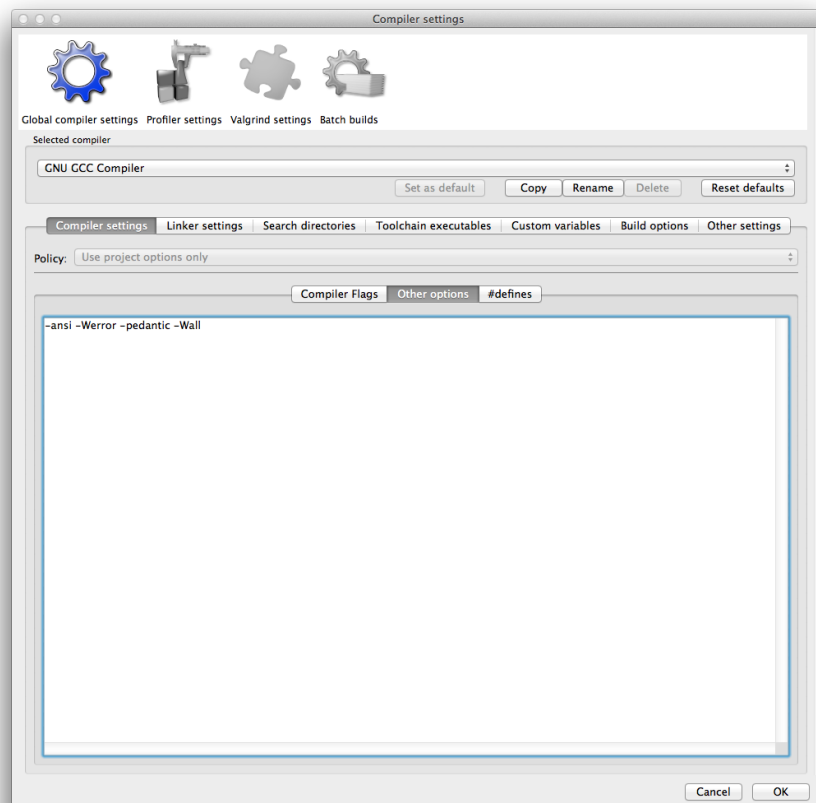 Compiler settings
Global compiler settings Profiler settings Valgrind settings Batch builds
Selected compiler
GNU GCC Compiler
Set as default Copy Rename Delete Reset defaults
Compiler settings Linker settings Search directories Toolchain executables Custom variables Build options Other settings
Policy: Use project options only
Compiler Flags Other options #defines
-ansi -Werror -pedantic -Wall
Cancel OK